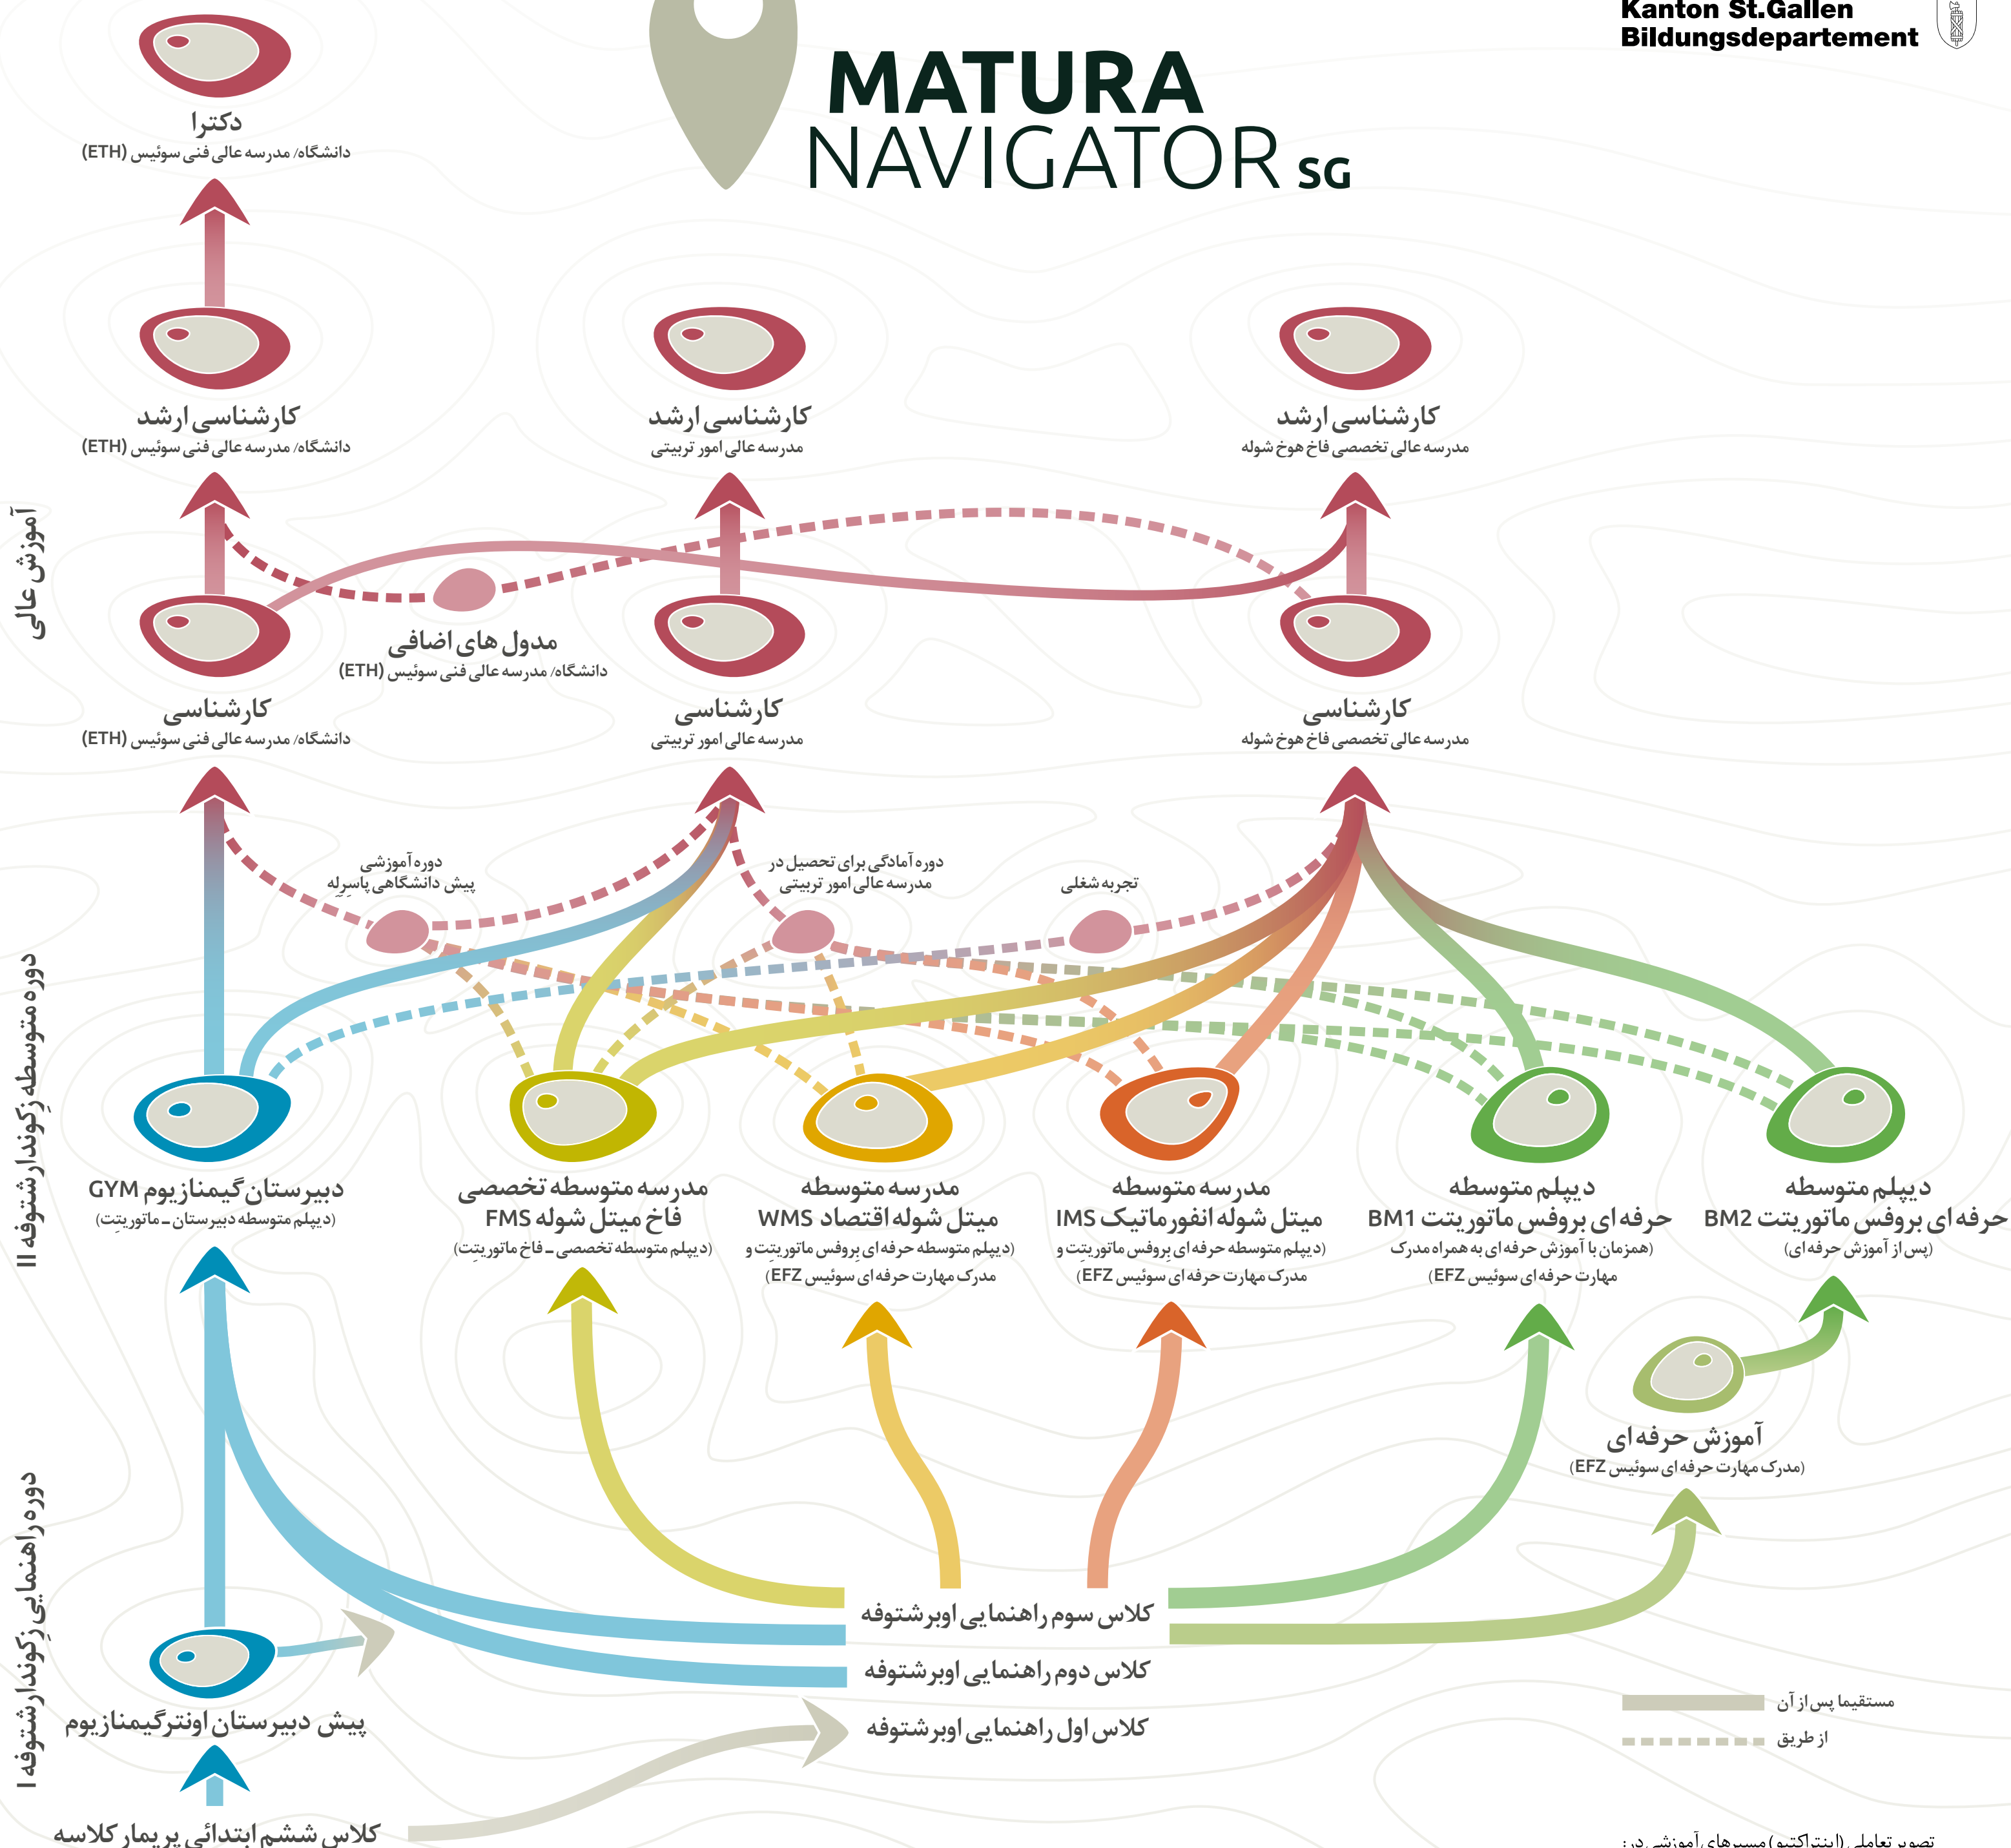 Kanton St.Gallen
Bildungsdepartement
MATURA
NAVIGATOR SG
دکترا
دانشگاه/ مدرسه عالی فنی سوئیس (ETH)
کارشناسی ارشد
دانشگاه/ مدرسه عالی فنی سوئیس (ETH)
کارشناسی ارشد
مدرسه عالی امور تربیتی
کارشناسی ارشد
مدرسه عالی تخصصی فاخ هوخ شوله
آموزش عالی
مدول های اضافی
دانشگاه/ مدرسه عالی فنی سوئیس (ETH)
کارشناسی
دانشگاه/ مدرسه عالی فنی سوئیس (ETH)
کارشناسی
مدرسه عالی امور تربیتی
کارشناسی
مدرسه عالی تخصصی فاخ هوخ شوله
دوره آموزشی
پیش دانشگاهی پاسرِله
دوره آمادگی برای تحصیل در
مدرسه عالی امور تربیتی
تجربه شغلی
دوره متوسطه زِکوندارشتوفه II
دبیرستان گیمنازیوم GYM
(دیپلم متوسطه دبیرستان – ماتوریتِت)
مدرسه متوسطه تخصصی
فاخ میتل شوله FMS
(دیپلم متوسطه تخصصی – فاخ ماتوریتِت)
مدرسه متوسطه
میتل شوله اقتصاد WMS
(دیپلم متوسطه حرفه ای بِروفس ماتوریتِت و
مدرک مهارت حرفه ای سوئیس EFZ)
مدرسه متوسطه
میتل شوله انفورماتیک IMS
(دیپلم متوسطه حرفه ای بِروفس ماتوریتِت و
مدرک مهارت حرفه ای سوئیس EFZ)
دیپلم متوسطه
حرفه ای بروفس ماتوریتت BM1
(همزمان با آموزش حرفه ای به همراه مدرک
مهارت حرفه ای سوئیس EFZ)
دیپلم متوسطه
حرفه ای بروفس ماتوریتت BM2
(پس از آموزش حرفه ای)
آموزش حرفه ای
(مدرک مهارت حرفه ای سوئیس EFZ)
دوره راهنمایی زِکوندارشتوفه I
کلاس سوم راهنمایی اوبرشتوفه
کلاس دوم راهنمایی اوبرشتوفه
کلاس اول راهنمایی اوبرشتوفه
پیش دبیرستان اونترگیمنازیوم
کلاس ششم ابتدائی پریمار کلاسه
مستقیما پس از آن
از طریق
تصویر تعاملی (اینتراکتیو) مسیرهای آموزشی در: